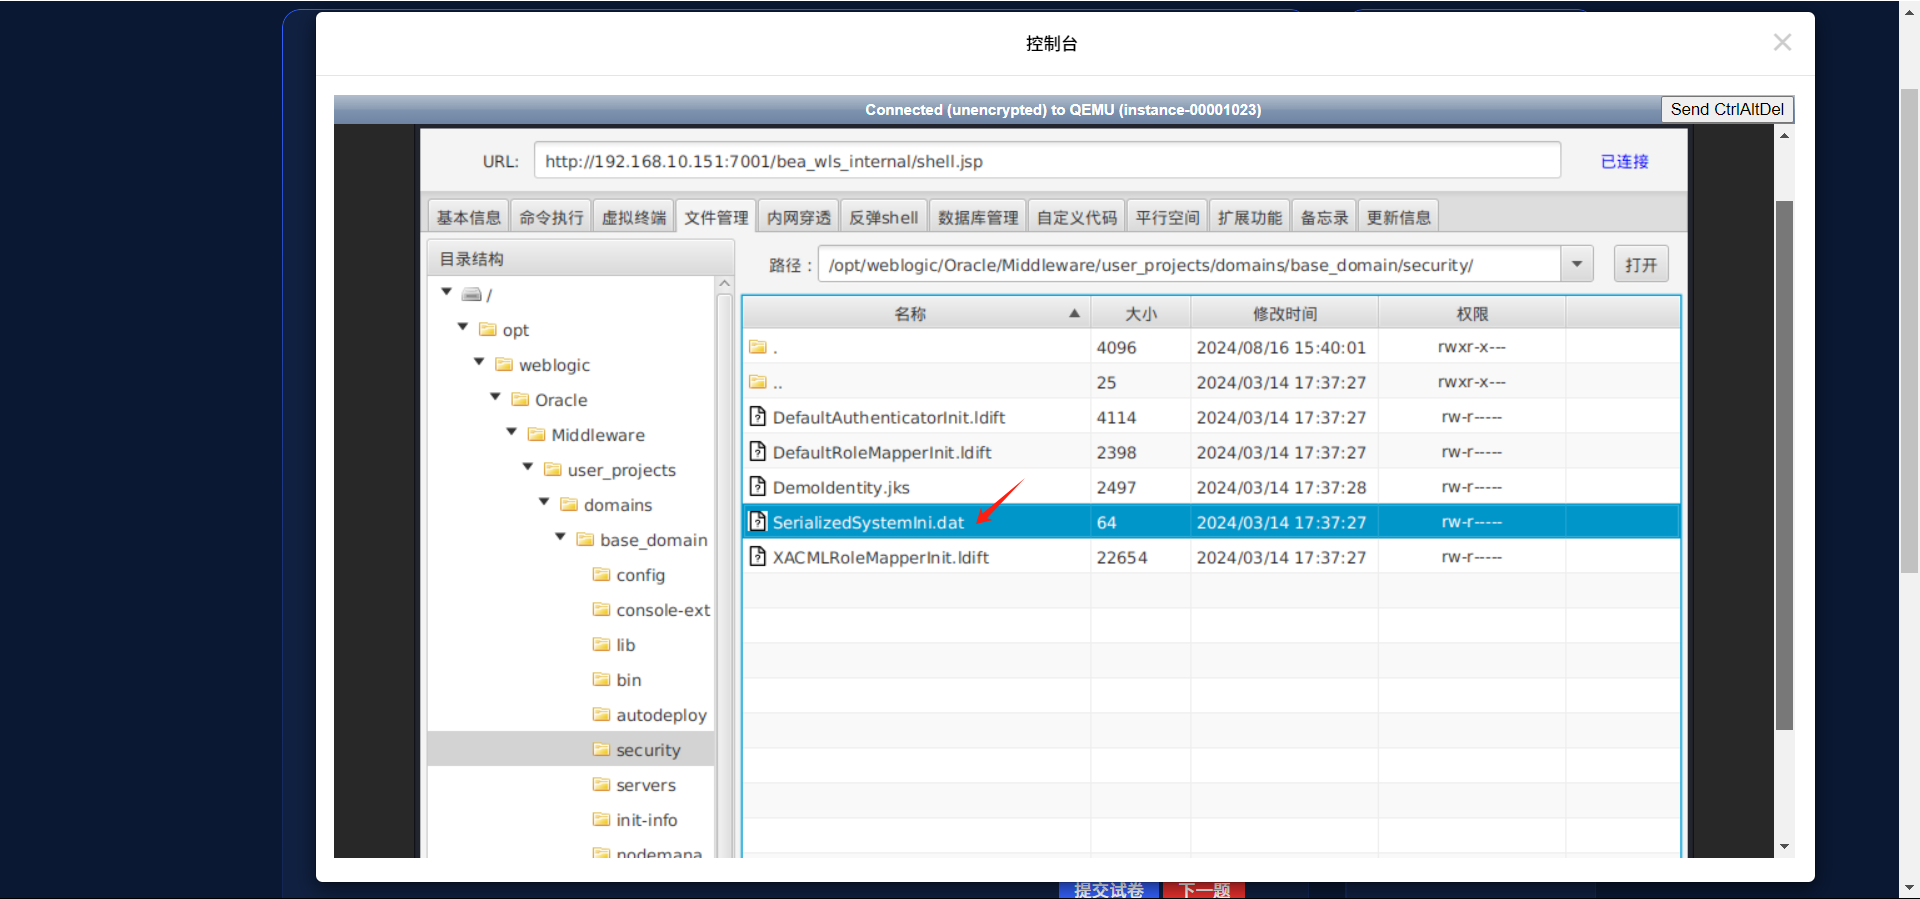 控制台
Connected (unencrypted) to QEMU (instance-00001023)
Send CtrlAltDel
URL: http://192.168.10.151:7001/bea_wls_internal/shell.jsp 已连接
基本信息 命令执行 虚拟终端 文件管理 内网穿透 反弹shell 数据库管理 自定义代码 平行空间 扩展功能 备忘录 更新信息
目录结构
/
opt
weblogic
Oracle
Middleware
user_projects
domains
base_domain
config
console-ext
lib
bin
autodeploy
security
servers
init-info
nodemana
路径： /opt/weblogic/Oracle/Middleware/user_projects/domains/base_domain/security/ 打开
名称 大小 修改时间 权限
. 4096 2024/08/16 15:40:01 rwxr-x---
.. 25 2024/03/14 17:37:27 rwxr-x---
DefaultAuthenticatorInit.ldift 4114 2024/03/14 17:37:27 rw-r-----
DefaultRoleMapperInit.ldift 2398 2024/03/14 17:37:27 rw-r-----
DemoIdentity.jks 2497 2024/03/14 17:37:28 rw-r-----
SerializedSystemIni.dat 64 2024/03/14 17:37:27 rw-r-----
XACMLRoleMapperInit.ldift 22654 2024/03/14 17:37:27 rw-r-----
提交试卷 下一题